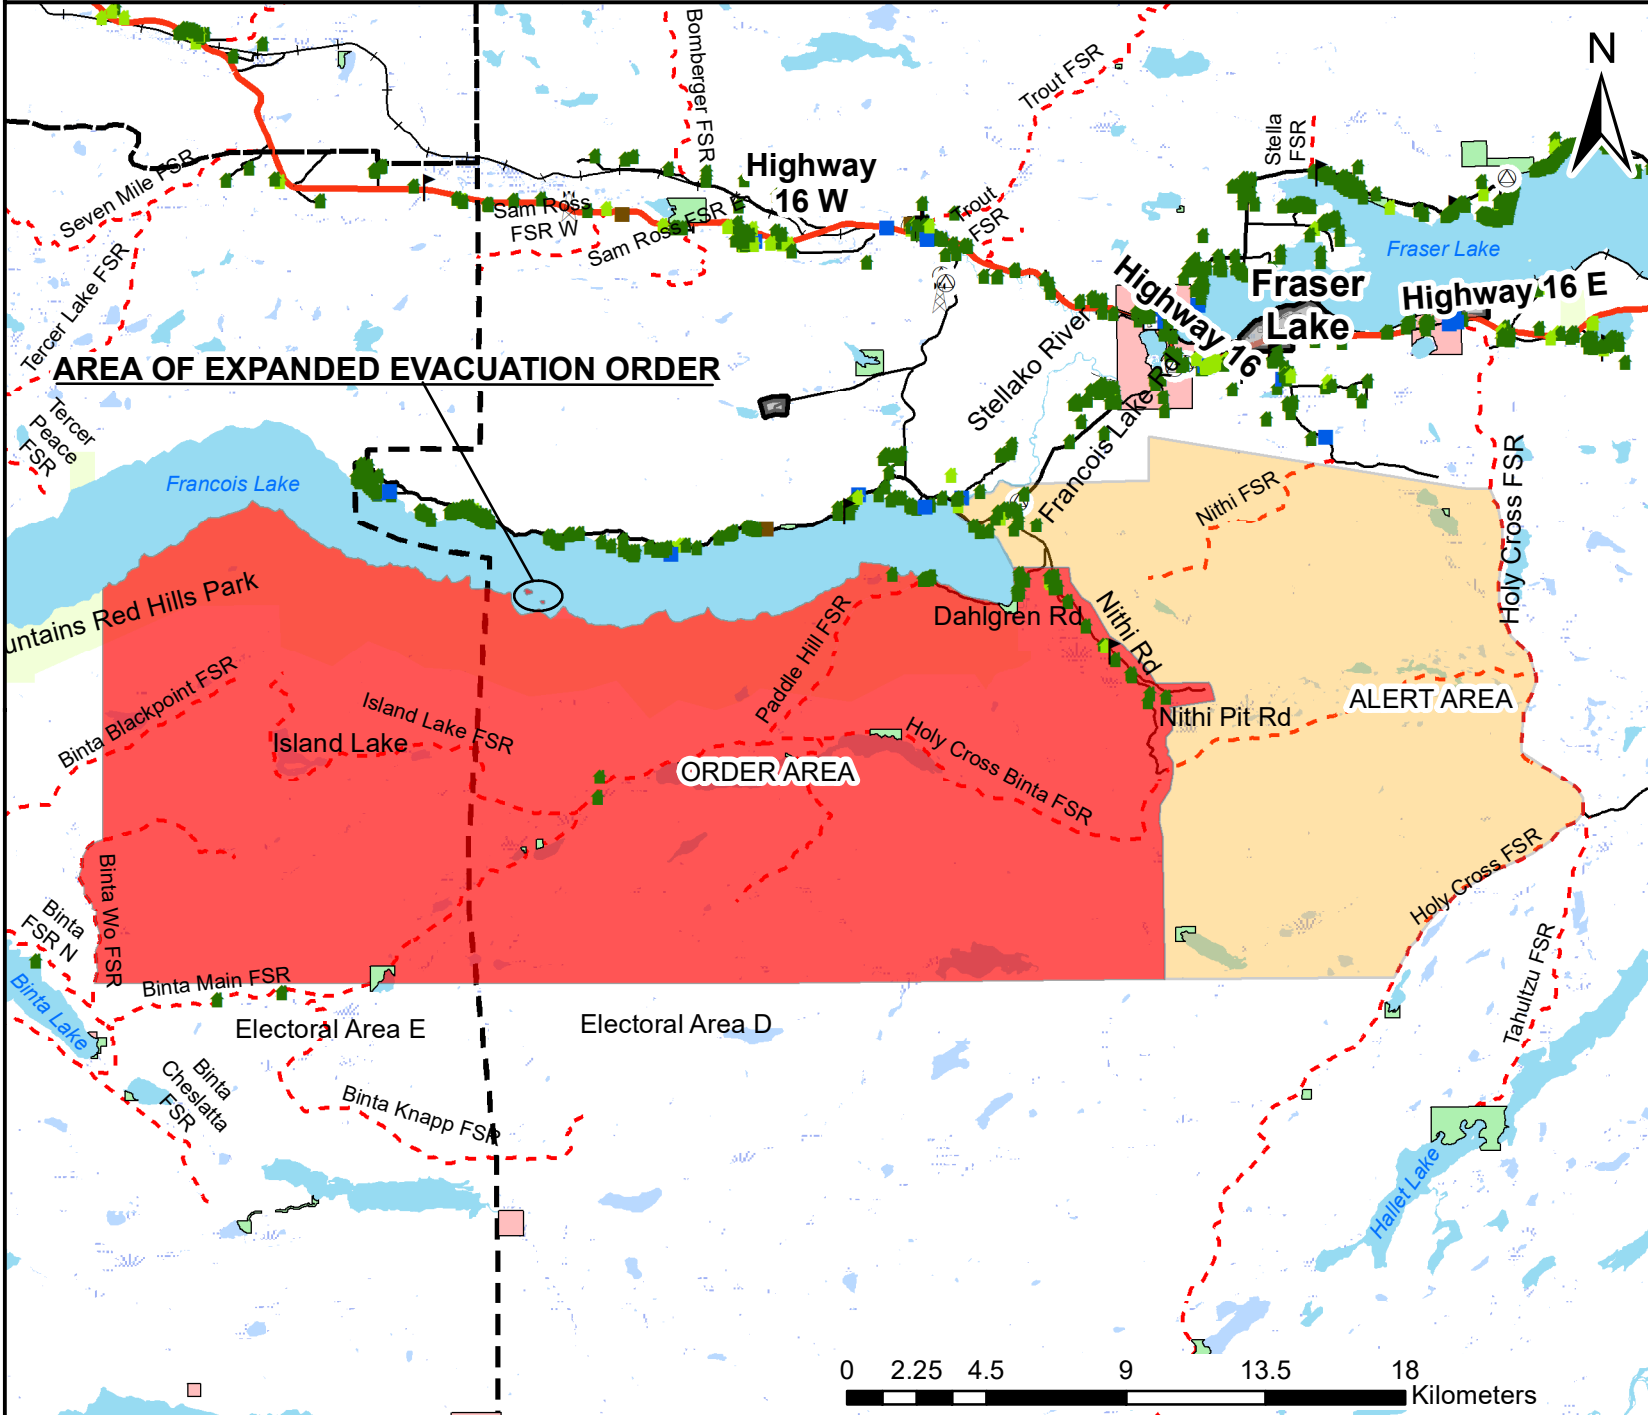 N
Bomberger FSR
Trout FSR
Stella
FSR
Highway
16 W
Seven Mile FSR
Sam Ross
FSR W
Sam Ross FSR E
Trout
FSR
Fraser Lake
Tercer Lake FSR
Highway 16
Fraser
Lake
Highway 16 E
AREA OF EXPANDED EVACUATION ORDER
Stellako River
Francois Lake Rd
Tercer
Peace
FSR
Francois Lake
Nithi FSR
Holy Cross FSR
untains Red Hills Park
Dahlgren Rd
Nithi Rd
Paddle Hill FSR
Binta Blackpoint FSR
Island Lake FSR
Island Lake
ALERT AREA
Nithi Pit Rd
ORDER AREA
Holy Cross Binta FSR
Binta Wo FSR
Holy Cross FSR
Binta
FSR N
Binta Main FSR
Binta Lake
Electoral Area E
Electoral Area D
Tahultzu FSR
Binta
Cheslatta
FSR
Binta Knapp FSR
Hallet Lake
0 2.25 4.5 9 13.5 18
Kilometers